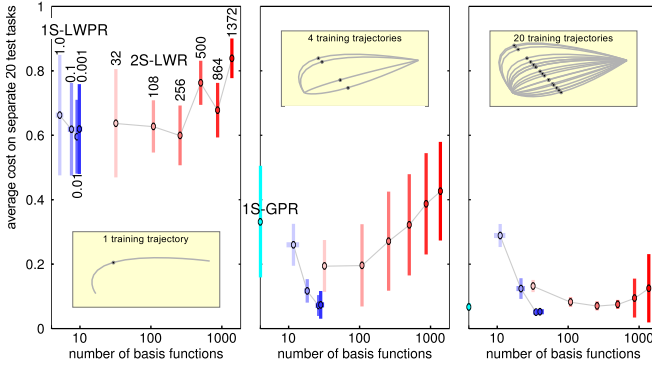 average cost on separate 20 test tasks
1
0.8
0.6
0.4
0.2
0
1S-LWPR
1.0
0.1
0.01
0.001
2S-LWR
32
108
256
500
864
1372
1 training trajectory
10
100
1000
number of basis functions
4 training trajectories
1S-GPR
10
100
1000
number of basis functions
20 training trajectories
10
100
1000
number of basis functions